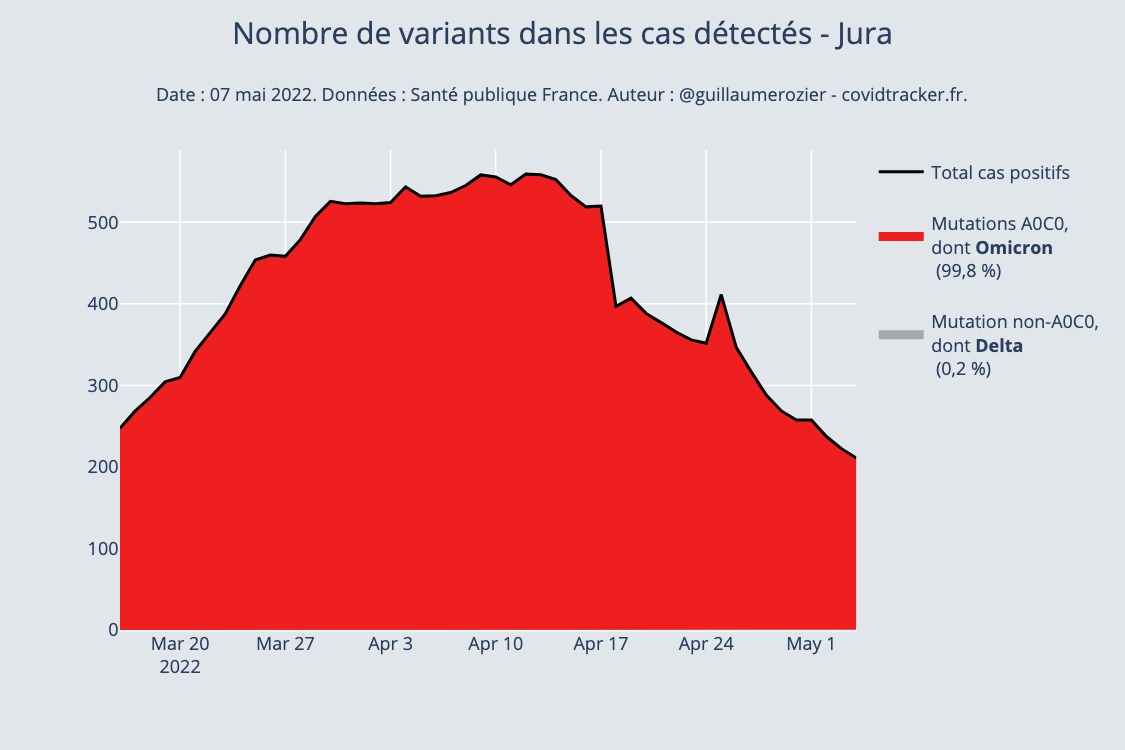 Nombre de variants dans les cas détectés - Jura
Date : 07 mai 2022. Données : Santé publique France. Auteur : @guillaumerozier - covidtracker.fr.
Total cas positifs
Mutations A0C0,
dont Omicron
(99,8 %)
Mutation non-A0C0,
dont Delta
(0,2 %)
500
400
300
200
100
0
Mar 20
2022
Mar 27
Apr 3
Apr 10
Apr 17
Apr 24
May 1